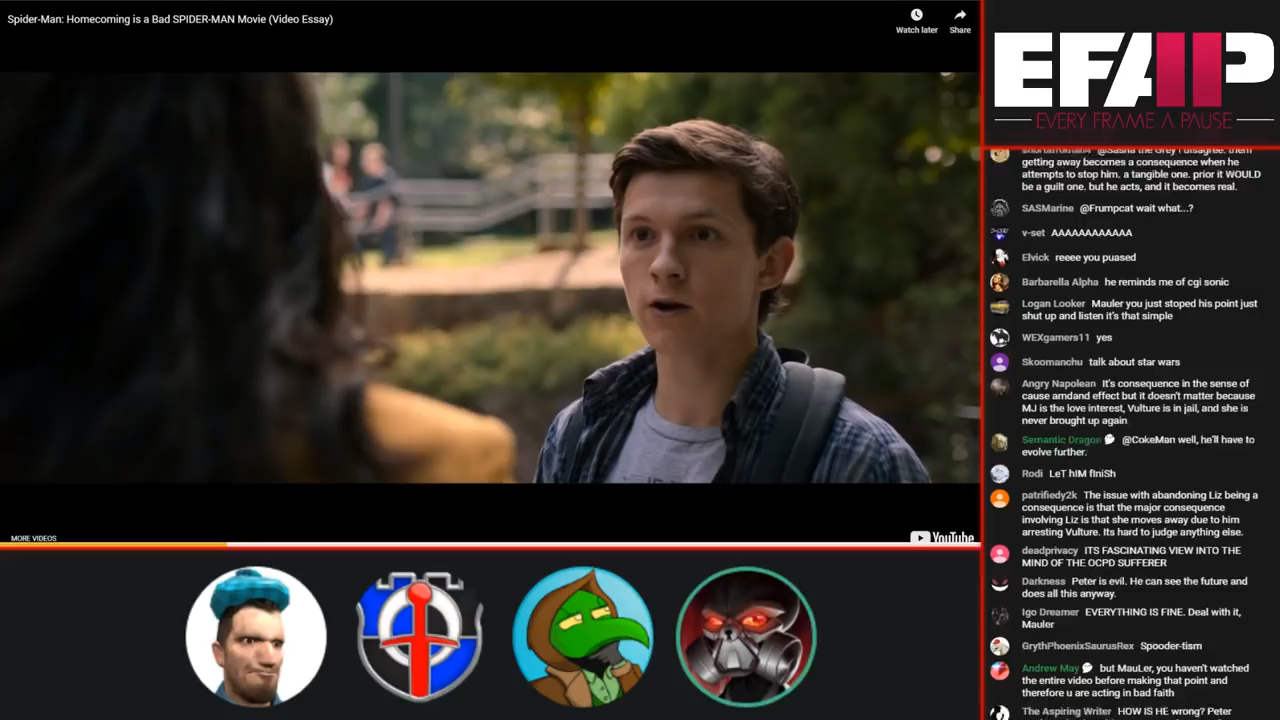 Spider-Man: Homecoming is a Bad SPIDER-MAN Movie (Video Essay)
Watch later
Share
MORE VIDEOS
YouTube
EFAP
EVERY FRAME A PAUSE
@Sasha the Grey I disagree. them
getting away becomes a consequence when he
attempts to stop him. a tangible one. prior it WOULD
be a guilt one. but he acts, and it becomes real.
SASMarine @Frumpcat wait what...?
v-set AAAAAAAAAAAA
Elvick reeee you puased
Barbarella Alpha he reminds me of cgi sonic
Logan Looker Mauler you just stoped his point just
shut up and listen it's that simple
WEXgamers11 yes
Skoomanchu talk about star wars
Angry Napolean It's consequence in the sense of
cause amdand effect but it doesn't matter because
MJ is the love interest, Vulture is in jail, and she is
never brought up again
Semantic Dragon @CokeMan well, he'll have to
evolve further.
Rodi LeT hIM fIniSh
patrifiedy2k The issue with abandoning Liz being a
consequence is that the major consequence
involving Liz is that she moves away due to him
arresting Vulture. Its hard to judge anything else.
deadprivacy ITS FASCINATING VIEW INTO THE
MIND OF THE OCPD SUFFERER
Darkness Peter is evil. He can see the future and
does all this anyway.
Igo Dreamer EVERYTHING IS FINE. Deal with it,
Mauler
GrythPhoenixSaurusRex Spooder-tism
Andrew May but MauLer, you haven't watched
the entire video before making that point and
therefore u are acting in bad faith
The Aspiring Writer HOW IS HE wrong? Peter